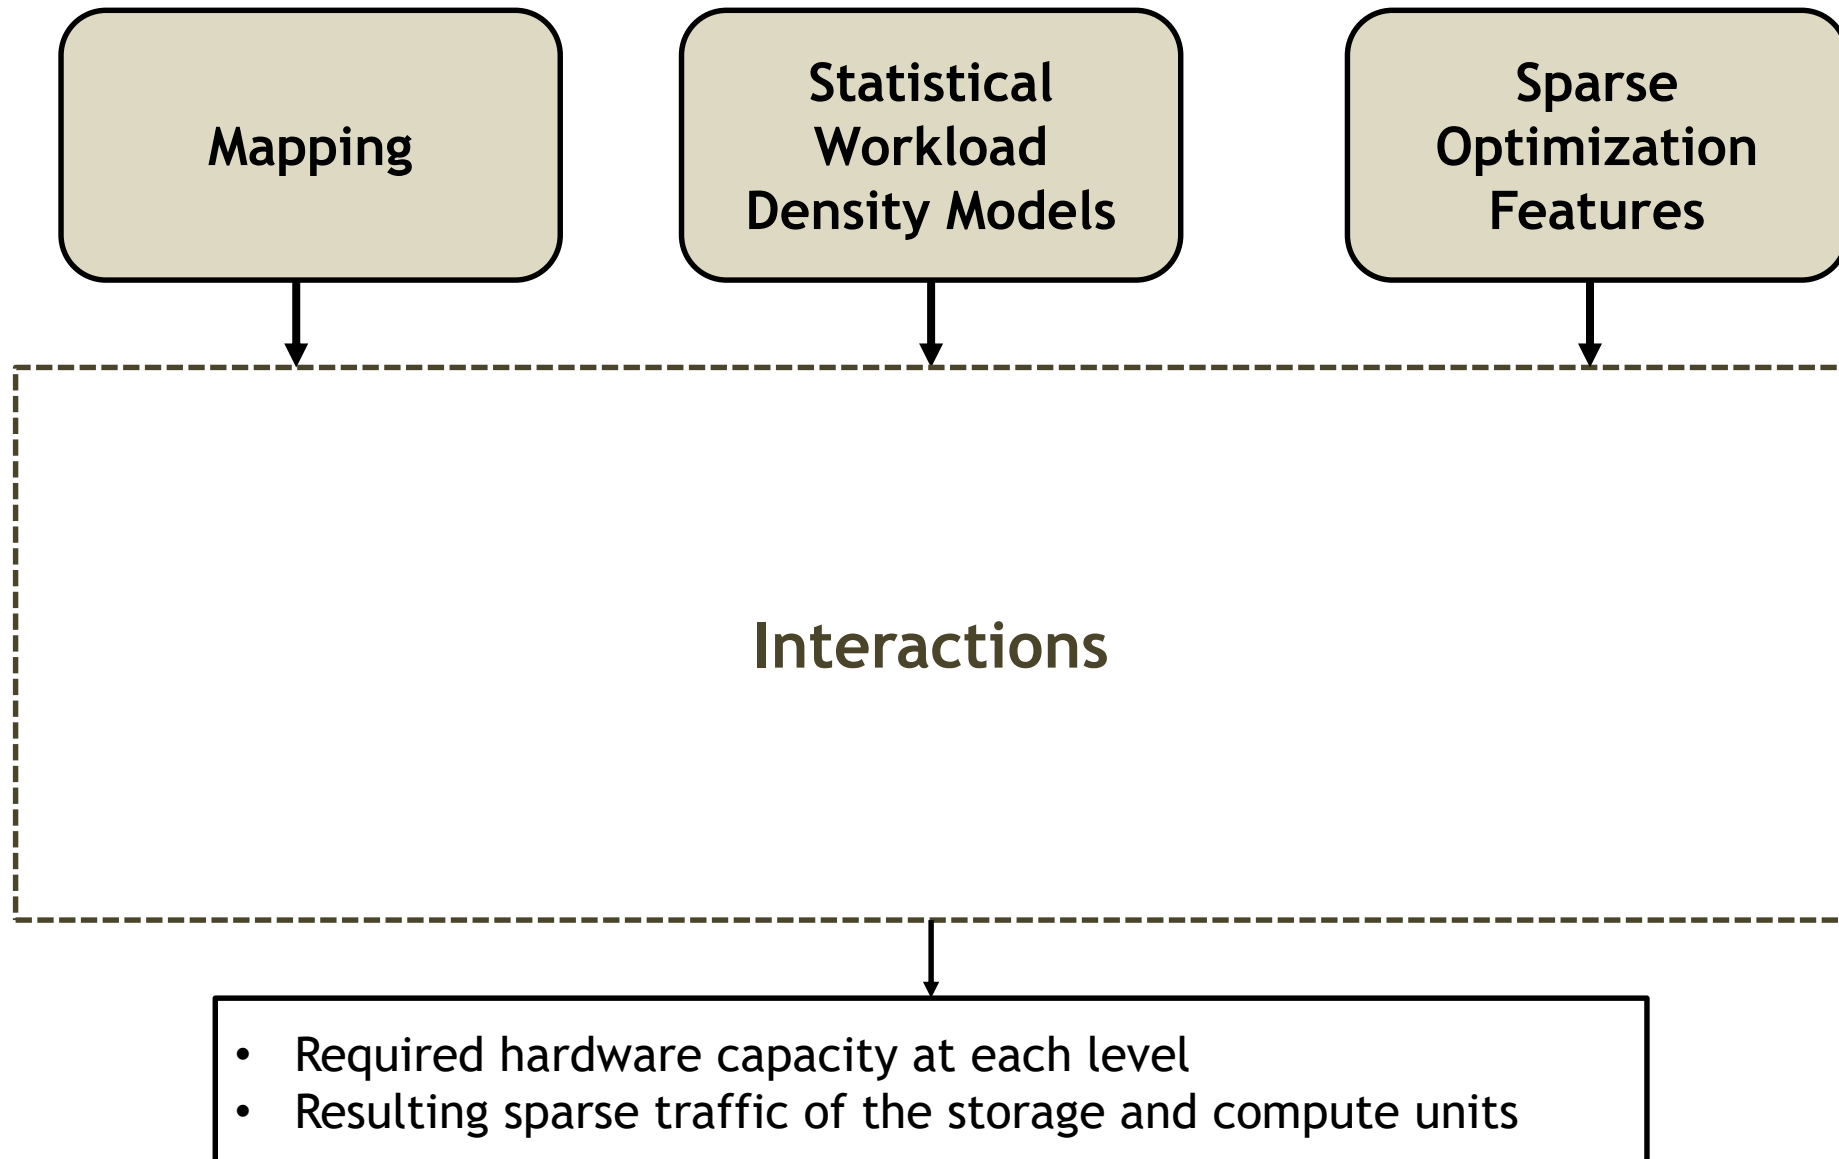 Mapping
Statistical
Workload
Density Models
Sparse
Optimization
Features
Interactions
• Required hardware capacity at each level
• Resulting sparse traffic of the storage and compute units